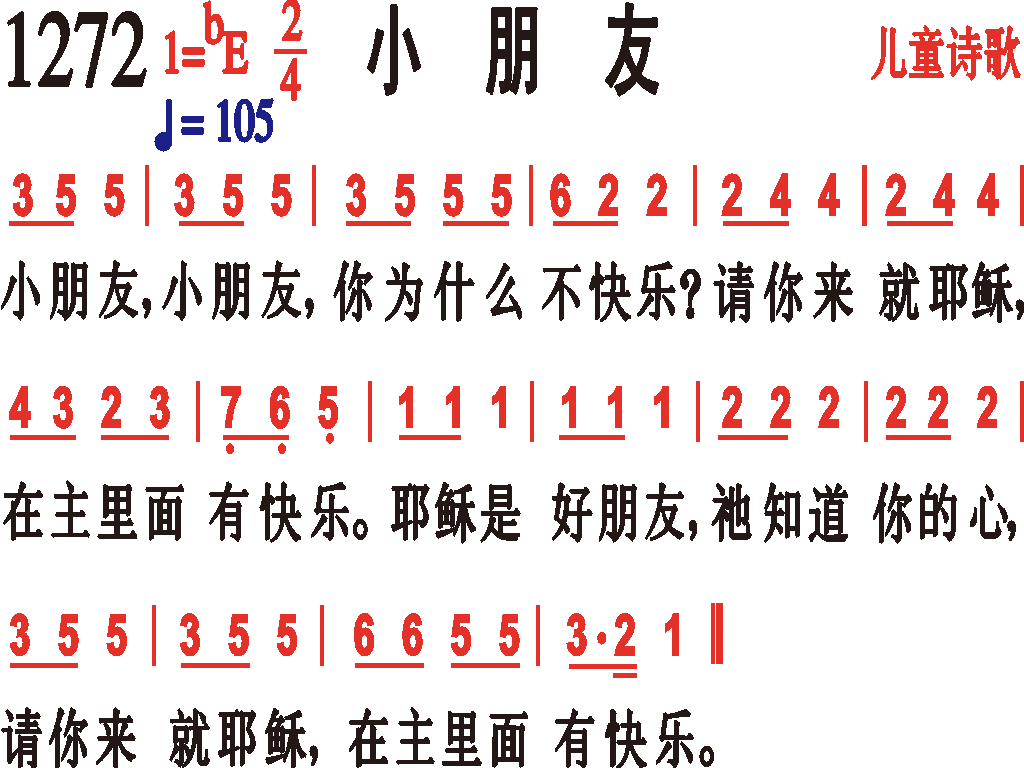 1272 1=♭E 2/4 小 朋 友 儿童诗歌
♩= 105
3 5 5 | 3 5 5 | 3 5 5 5 | 6 2 2 | 2 4 4 | 2 4 4 |
小朋友,小朋友,你为什么 不快乐?请你来 就耶稣,
4 3 2 3 | 7̣ 6̣ 5̣ | 1 1 1 | 1 1 1 | 2 2 2 | 2 2 2 |
在主里面 有快乐。耶稣是 好朋友,祂知道 你的心,
3 5 5 | 3 5 5 | 6 6 5 5 | 3·2 1 ‖
请你来 就耶稣, 在主里面 有快乐。